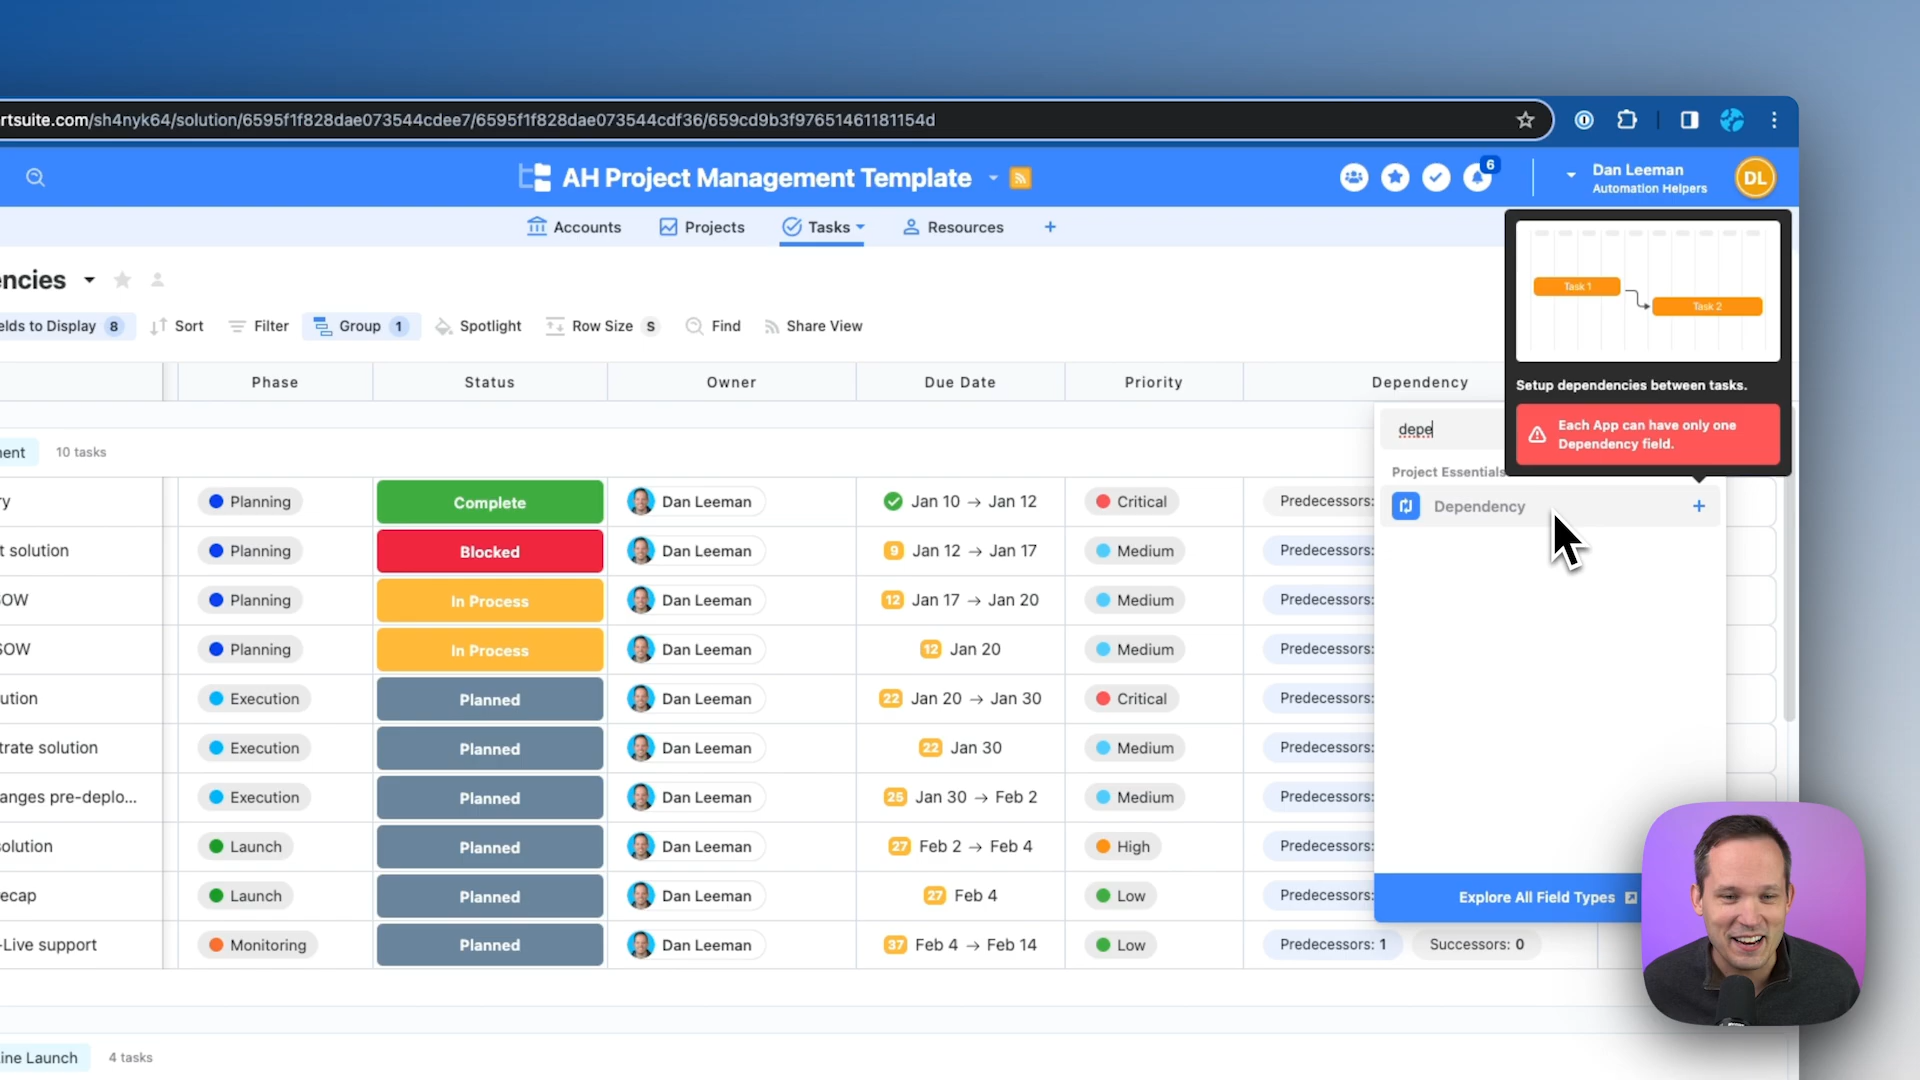 rtsuite.com/sh4nyk64/solution/6595f1f828dae073544cdee7/6595f1f828dae073544cdf36/659cd9b3f97651461181154d
AH Project Management Template
6
Dan Leeman
Automation Helpers
DL
Accounts
Projects
Tasks
Resources
+
encies
elds to Display 8
Sort
Filter
Group 1
Spotlight
Row Size S
Find
Share View
Task 1
Task 2
Setup dependencies between tasks.
Each App can have only one
Dependency field.
Phase Status Owner Due Date Priority Dependency
depe
Project Essentials
Dependency +
Explore All Field Types
ment 10 tasks
ry Planning Complete Dan Leeman Jan 10 → Jan 12 Critical Predecessors:
t solution Planning Blocked Dan Leeman 9 Jan 12 → Jan 17 Medium Predecessors:
OW Planning In Process Dan Leeman 12 Jan 17 → Jan 20 Medium Predecessors:
SOW Planning In Process Dan Leeman 12 Jan 20 Medium Predecessors:
ution Execution Planned Dan Leeman 22 Jan 20 → Jan 30 Critical Predecessors:
trate solution Execution Planned Dan Leeman 22 Jan 30 Medium Predecessors:
anges pre-deplo... Execution Planned Dan Leeman 25 Jan 30 → Feb 2 Medium Predecessors:
solution Launch Planned Dan Leeman 27 Feb 2 → Feb 4 High Predecessors:
ecap Launch Planned Dan Leeman 27 Feb 4 Low Predecessors:
-Live support Monitoring Planned Dan Leeman 37 Feb 4 → Feb 14 Low Predecessors: 1 Successors: 0
ine Launch 4 tasks